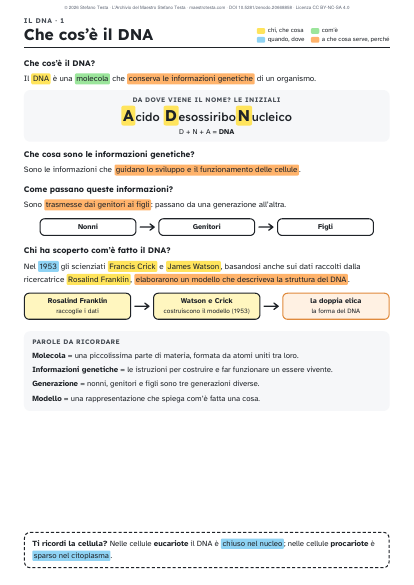 © 2026 Stefano Testa · L'Archivio del Maestro Stefano Testa · maestrotesta.com · Licenza CC BY-NC-SA 4.0
IL DNA · 1
Che cos'è il DNA
chi, che cosa
com'è
quando, dove
a che cosa serve, perché
Che cos'è il DNA?
Il DNA è una molecola che conserva le informazioni genetiche di un organismo.
DA DOVE VIENE IL NOME? LE INIZIALI
Acido DesossiriboNucleico
D + N + A = DNA
Che cosa sono le informazioni genetiche?
Sono le informazioni che guidano lo sviluppo e il funzionamento delle cellule.
Come passano queste informazioni?
Sono trasmesse dai genitori ai figli: passano da una generazione all'altra.
Nonni
Genitori
Figli
Chi ha scoperto com'è fatto il DNA?
Nel 1953 gli scienziati Francis Crick e James Watson, basandosi anche sui dati raccolti dalla
ricercatrice Rosalind Franklin, elaborarono un modello che descriveva la struttura del DNA.
Rosalind Franklin
raccoglie i dati
Watson e Crick
costruiscono il modello (1953)
la doppia elica
la forma del DNA
PAROLE DA RICORDARE
Molecola = una piccolissima parte di materia, formata da atomi uniti tra loro.
Informazioni genetiche = le istruzioni per costruire e far funzionare un essere vivente.
Generazione = nonni, genitori e figli sono tre generazioni diverse.
Modello = una rappresentazione che spiega com'è fatta una cosa.
Ti ricordi la cellula? Nelle cellule eucariote il DNA è chiuso nel nucleo; nelle cellule procariote è
sparso nel citoplasma.